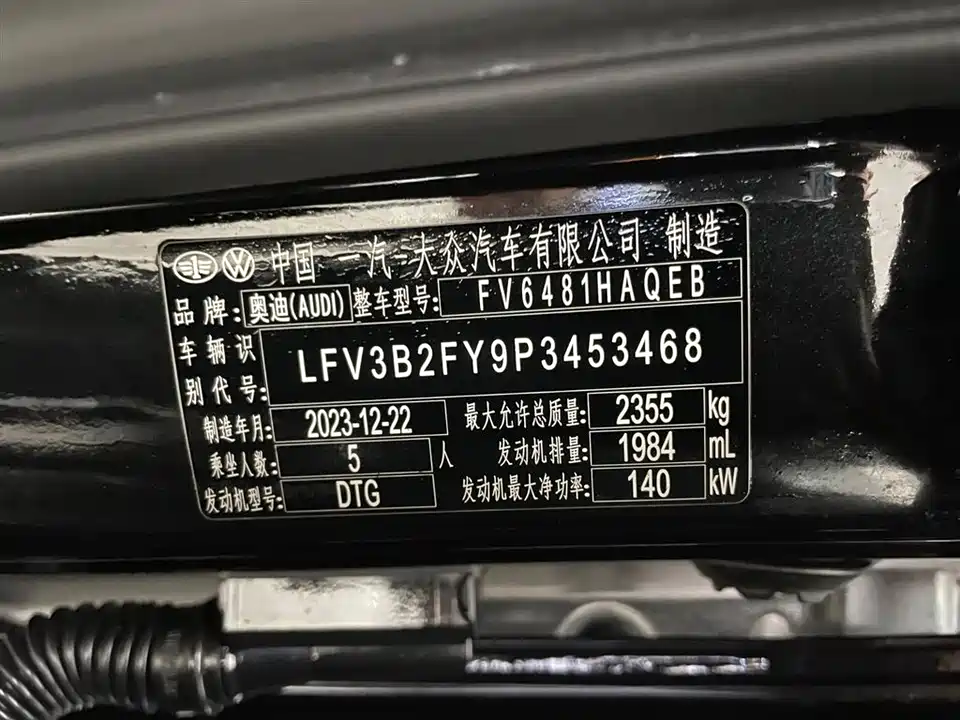 中国 一汽-大众汽车有限公司 制造
品牌: 奥迪(AUDI) 整车型号: FV6481HAQEB
车辆识别代号: LFV3B2FY9P3453468
制造年月: 2023-12-22 最大允许总质量: 2355 kg
乘坐人数: 5 人 发动机排量: 1984 mL
发动机型号: DTG 发动机最大净功率: 140 kW